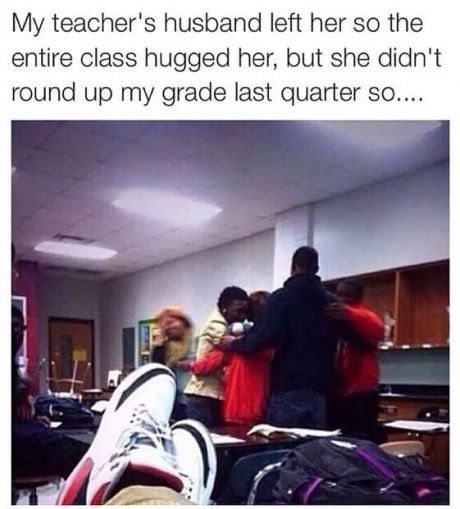 My teacher's husband left her so the
entire class hugged her, but she didn't
round up my grade last quarter so....